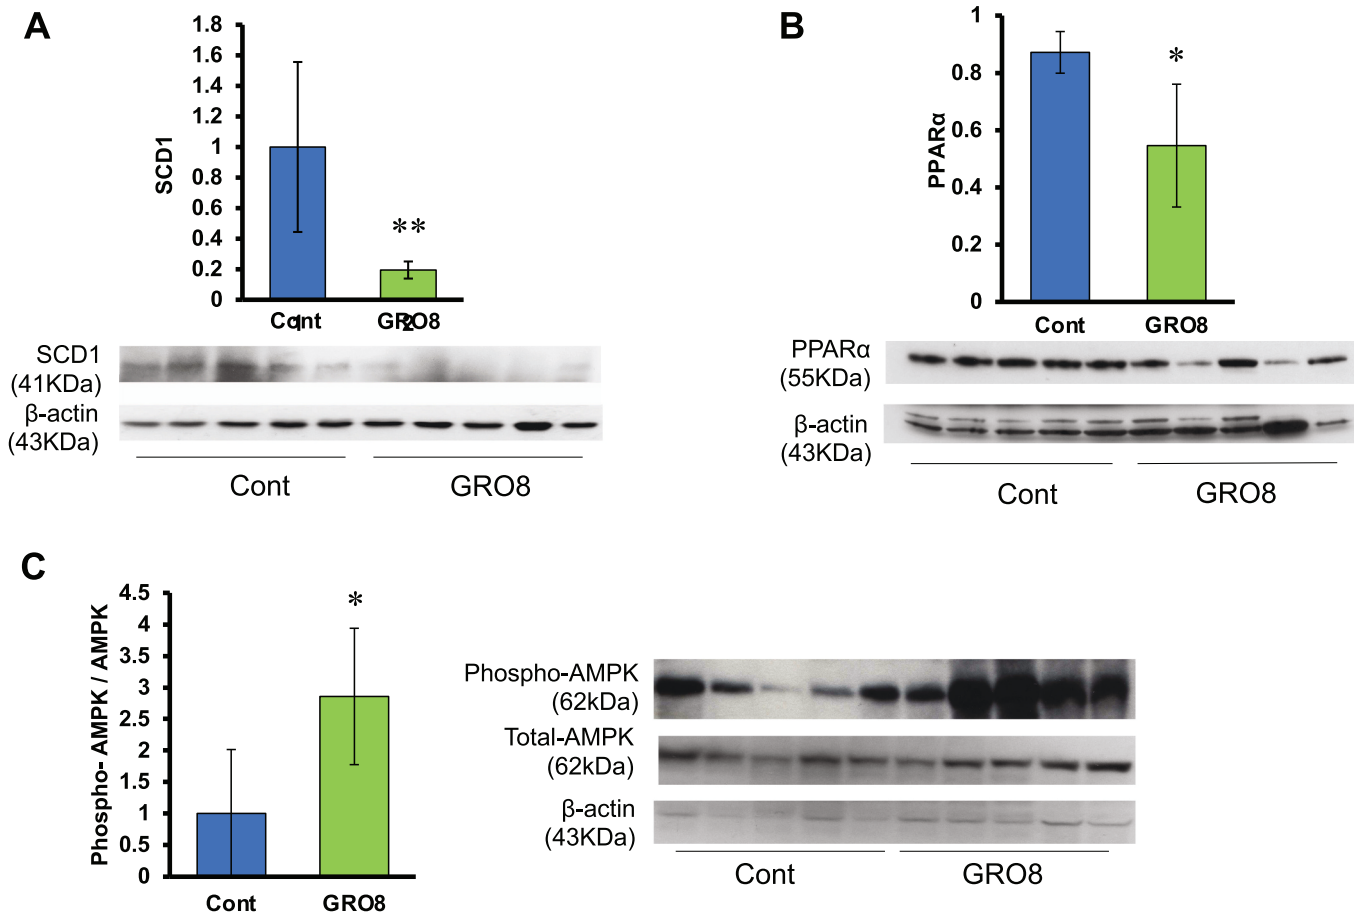 A
1.8
1.6
1.4
1.2
1
0.8
0.6
0.4
0.2
0
SCD1
**
Cont GRO8
1 2
SCD1
(41KDa)
β-actin
(43KDa)
Cont GRO8
B
1
0.8
0.6
0.4
0.2
0
PPARα
*
Cont GRO8
PPARα
(55KDa)
β-actin
(43KDa)
Cont GRO8
C
4.5
4
3.5
3
2.5
2
1.5
1
0.5
0
Phospho- AMPK / AMPK
*
Cont GRO8
Phospho-AMPK
(62kDa)
Total-AMPK
(62kDa)
β-actin
(43KDa)
Cont GRO8